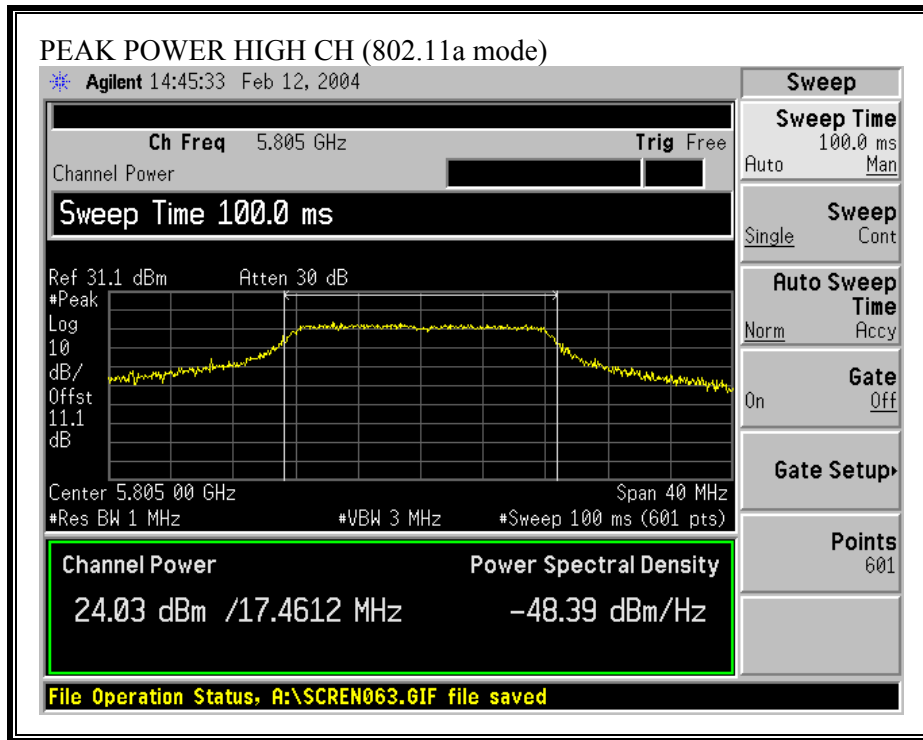 PEAK POWER HIGH CH (802.11a mode)
Agilent 14:45:33 Feb 12, 2004
Sweep
Ch Freq 5.805 GHz Trig Free
Channel Power
Sweep Time 100.0 ms
Ref 31.1 dBm Atten 30 dB
#Peak
Log
10
dB/
Offst
11.1
dB
Center 5.805 00 GHz Span 40 MHz
#Res BW 1 MHz #VBW 3 MHz #Sweep 100 ms (601 pts)
Channel Power Power Spectral Density
24.03 dBm /17.4612 MHz -48.39 dBm/Hz
File Operation Status, A:\SCREN063.GIF file saved
Sweep Time
100.0 ms
Auto Man
Sweep
Single Cont
Auto Sweep
Time
Norm Accy
Gate
On Off
Gate Setup
Points
601